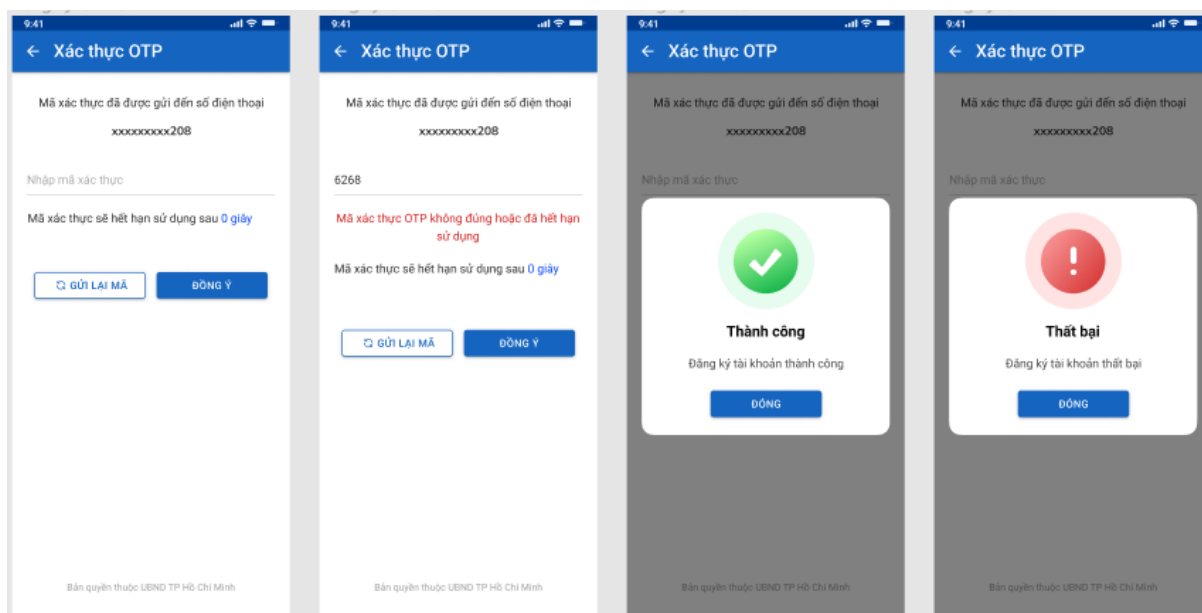 9:41
Xác thực OTP
Mã xác thực đã được gửi đến số điện thoại
xxxxxxxxx208
Nhập mã xác thực
Mã xác thực sẽ hết hạn sử dụng sau 0 giây
GỬI LẠI MÃ
ĐỒNG Ý
Bản quyền thuộc UBND TP Hồ Chí Minh
9:41
Xác thực OTP
Mã xác thực đã được gửi đến số điện thoại
xxxxxxxxx208
6268
Mã xác thực OTP không đúng hoặc đã hết hạn
sử dụng
Mã xác thực sẽ hết hạn sử dụng sau 0 giây
GỬI LẠI MÃ
ĐỒNG Ý
Bản quyền thuộc UBND TP Hồ Chí Minh
9:41
Xác thực OTP
Mã xác thực đã được gửi đến số điện thoại
xxxxxxxxx208
Nhập mã xác thực
Thành công
Đăng ký tài khoản thành công
ĐÓNG
Bản quyền thuộc UBND TP Hồ Chí Minh
9:41
Xác thực OTP
Mã xác thực đã được gửi đến số điện thoại
xxxxxxxxx208
Nhập mã xác thực
Thất bại
Đăng ký tài khoản thất bại
ĐÓNG
Bản quyền thuộc UBND TP Hồ Chí Minh